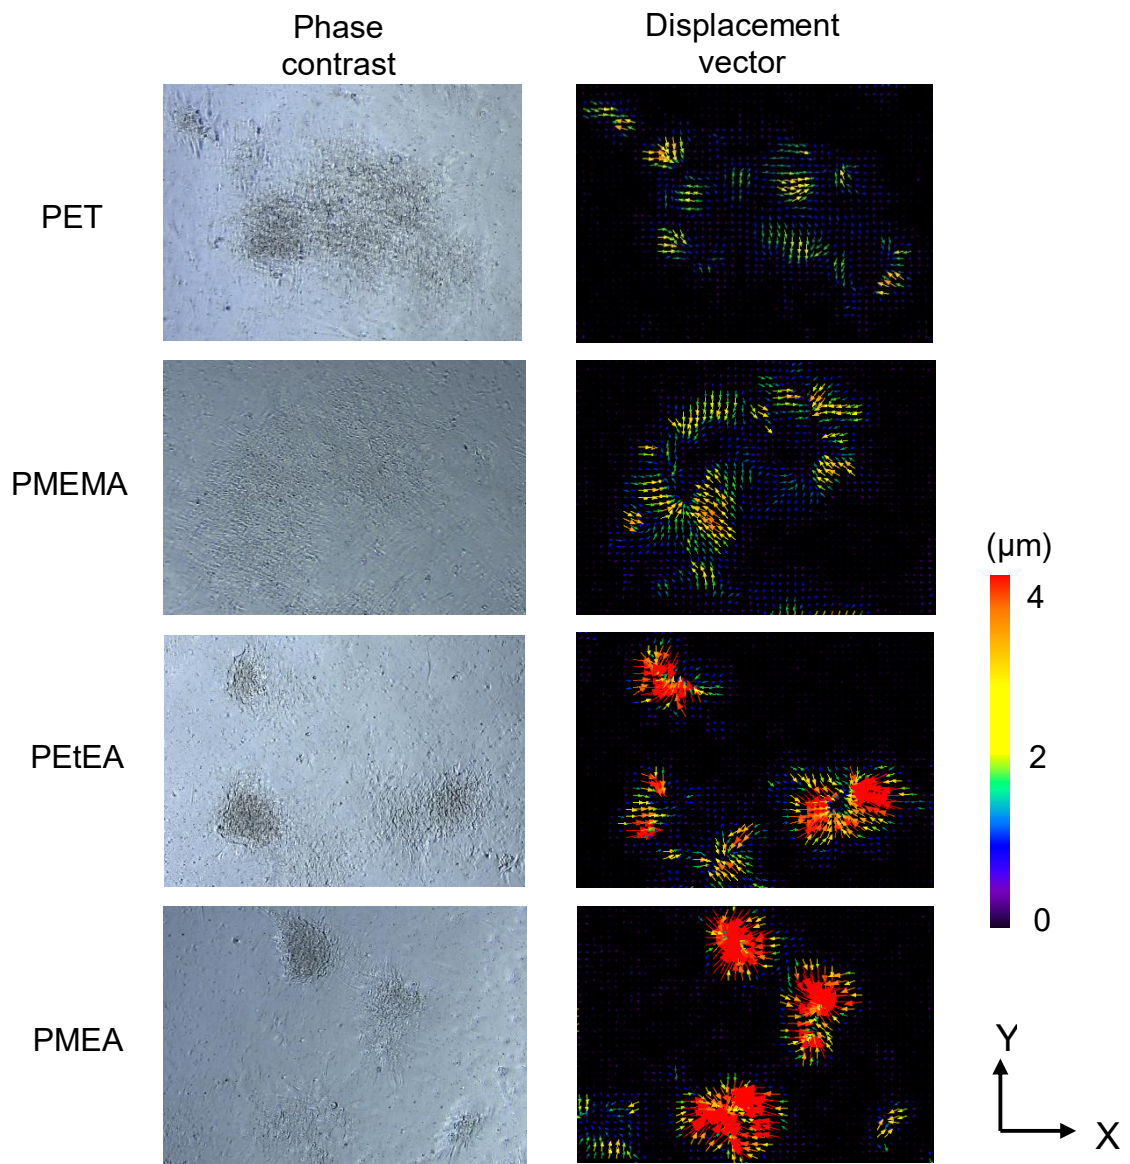 Phase
contrast
Displacement
vector
PET
PMEMA
PEtEA
PMEA
(μm)
4
2
0
Y
X